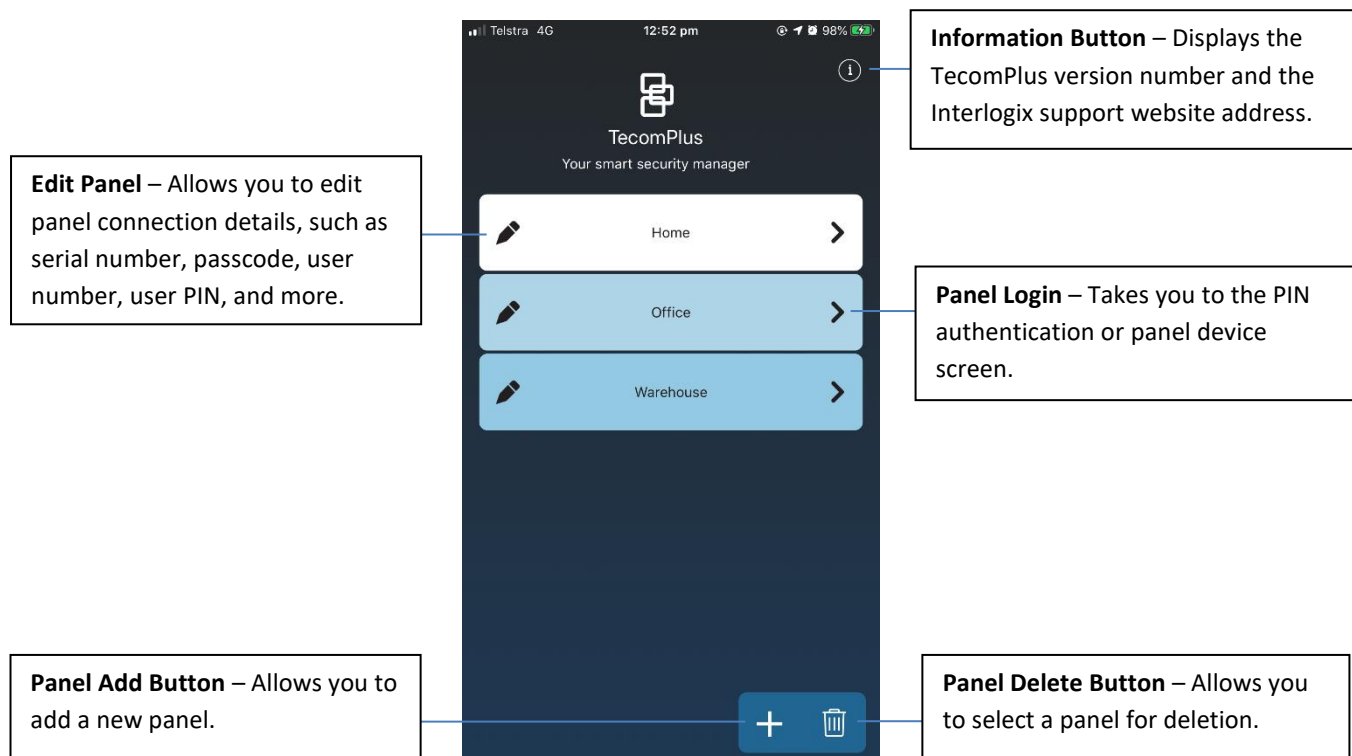 Telstra 4G
12:52 pm
98%
Information Button – Displays the
TecomPlus version number and the
Interlogix support website address.
TecomPlus
Your smart security manager
Edit Panel – Allows you to edit
panel connection details, such as
serial number, passcode, user
number, user PIN, and more.
Home
Office
Warehouse
Panel Login – Takes you to the PIN
authentication or panel device
screen.
Panel Add Button – Allows you to
add a new panel.
Panel Delete Button – Allows you
to select a panel for deletion.